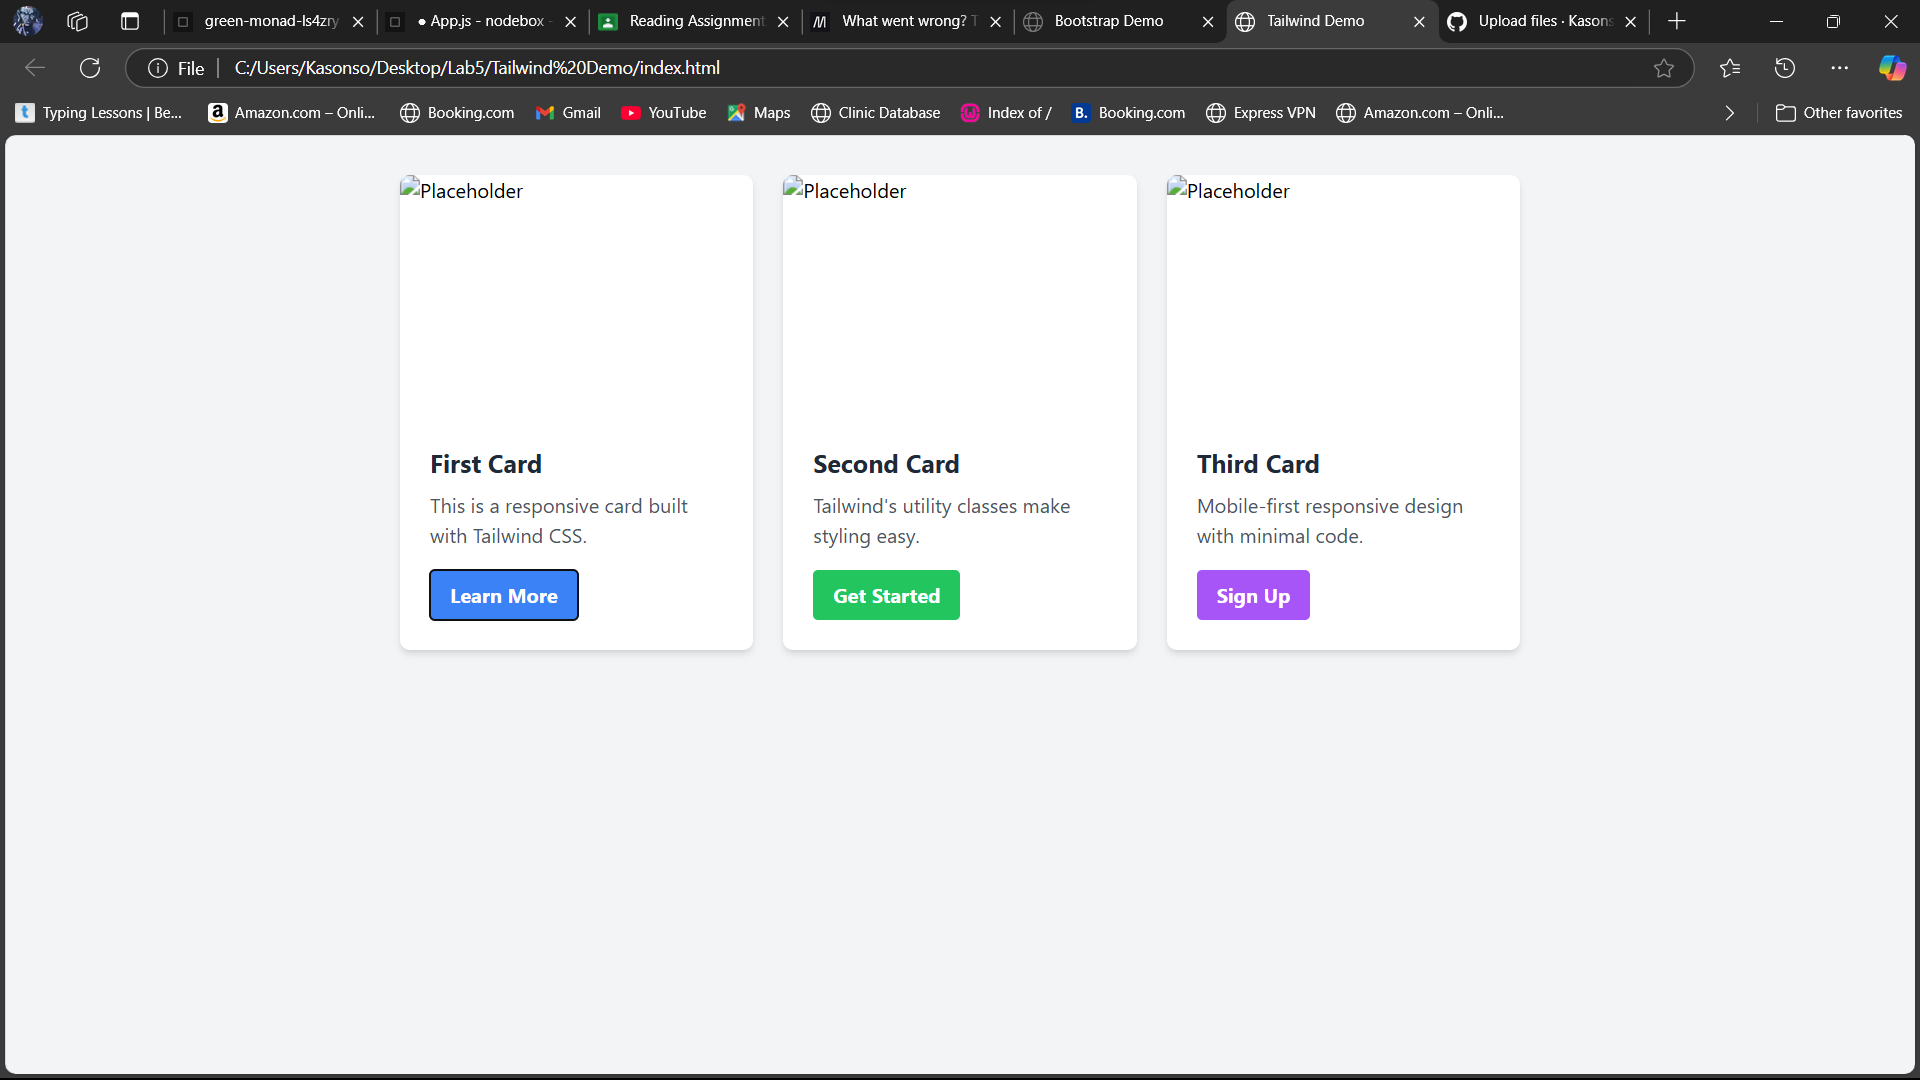 green-monad-ls4zry
• App.js - nodebox -
Reading Assignment
What went wrong? T
Bootstrap Demo
Tailwind Demo
Upload files · Kasons
File
C:/Users/Kasonso/Desktop/Lab5/Tailwind%20Demo/index.html
Typing Lessons | Be...
Amazon.com – Onli...
Booking.com
Gmail
YouTube
Maps
Clinic Database
Index of /
B. Booking.com
Express VPN
Amazon.com – Onli...
Other favorites
Placeholder
First Card
This is a responsive card built
with Tailwind CSS.
Learn More
Placeholder
Second Card
Tailwind's utility classes make
styling easy.
Get Started
Placeholder
Third Card
Mobile-first responsive design
with minimal code.
Sign Up